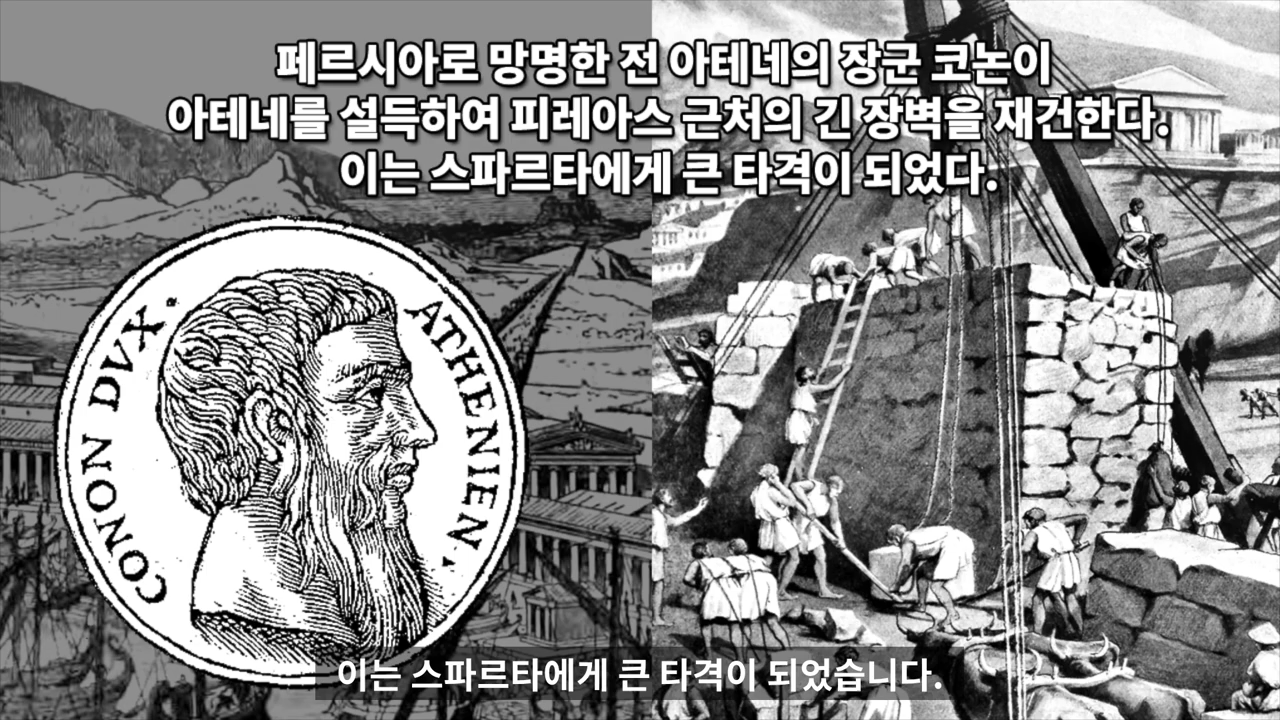 페르시아로 망명한 전 아테네의 장군 코논이
아테네를 설득하여 피레아스 근처의 긴 장벽을 재건한다.
이는 스파르타에게 큰 타격이 되었다.
CONON DVX. ATHENIEN.
이는 스파르타에게 큰 타격이 되었습니다.